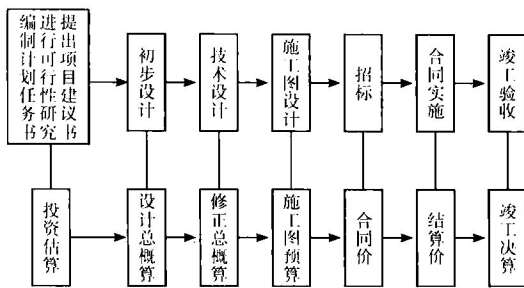 提出项目建议书
进行可行性研究
编制计划任务书
初步设计
技术设计
施工图设计
招标
合同实施
竣工验收
投资估算
设计总概算
修正总概算
施工图预算
合同价
结算价
竣工决算